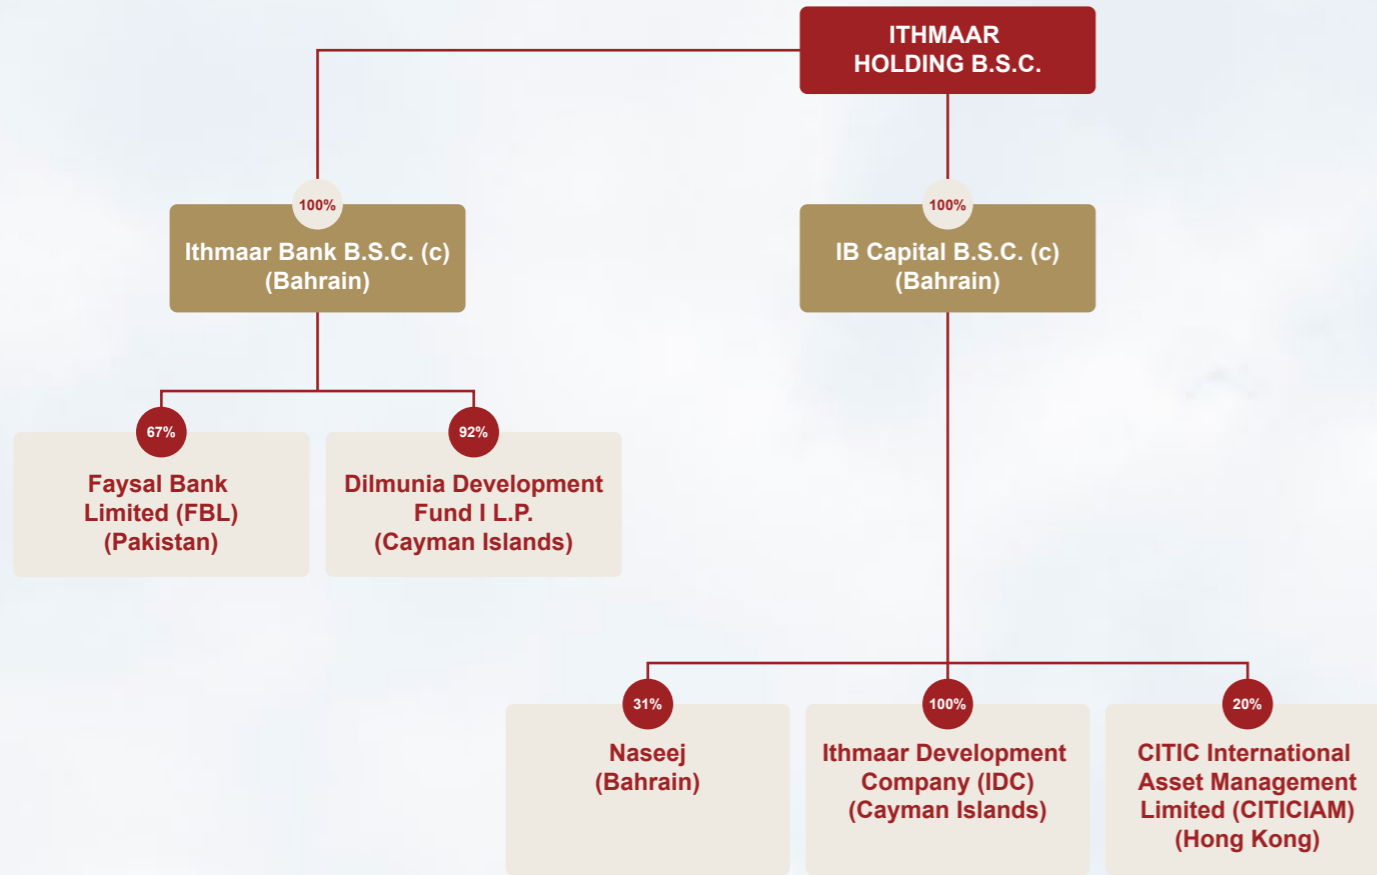 ITHMAAR
HOLDING B.S.C.
100%
Ithmaar Bank B.S.C. (c)
(Bahrain)
100%
IB Capital B.S.C. (c)
(Bahrain)
67%
Faysal Bank
Limited (FBL)
(Pakistan)
92%
Dilmunia Development
Fund I L.P.
(Cayman Islands)
31%
Naseej
(Bahrain)
100%
Ithmaar Development
Company (IDC)
(Cayman Islands)
20%
CITIC International
Asset Management
Limited (CITICIAM)
(Hong Kong)